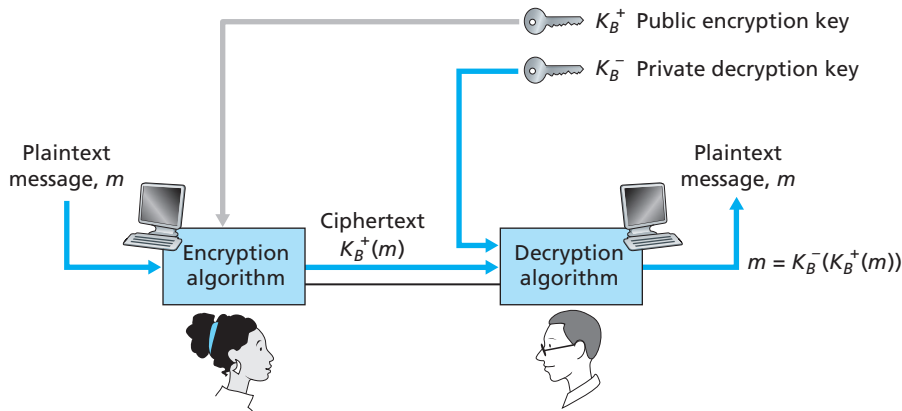 K_B^+ Public encryption key
K_B^- Private decryption key
Plaintext
message, m
Encryption
algorithm
Ciphertext
K_B^+(m)
Decryption
algorithm
Plaintext
message, m
m = K_B^-(K_B^+(m))